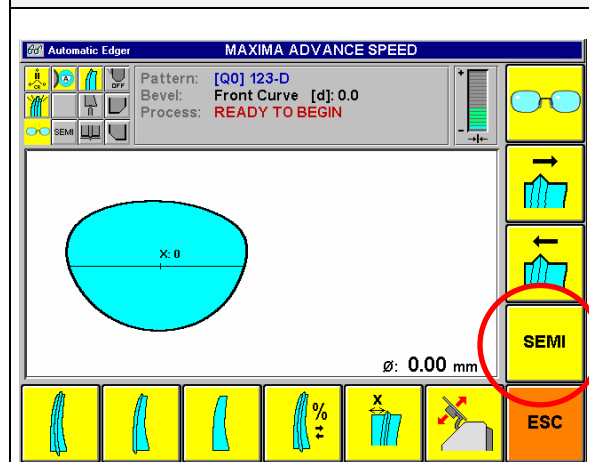 Automatic Edger MAXIMA ADVANCE SPEED
OFF
Pattern: [Q0] 123-D
Bevel: Front Curve [d]: 0.0
Process: READY TO BEGIN
SEMI
+
-
X: 0
SEMI
ø: 0.00 mm
%
X
ESC